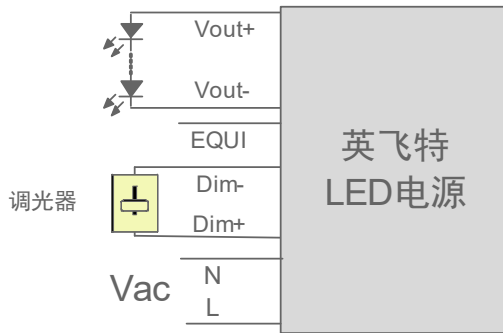 Vout+
Vout-
EQUI
Dim-
Dim+
调光器
Vac
N
L
英飞特
LED电源